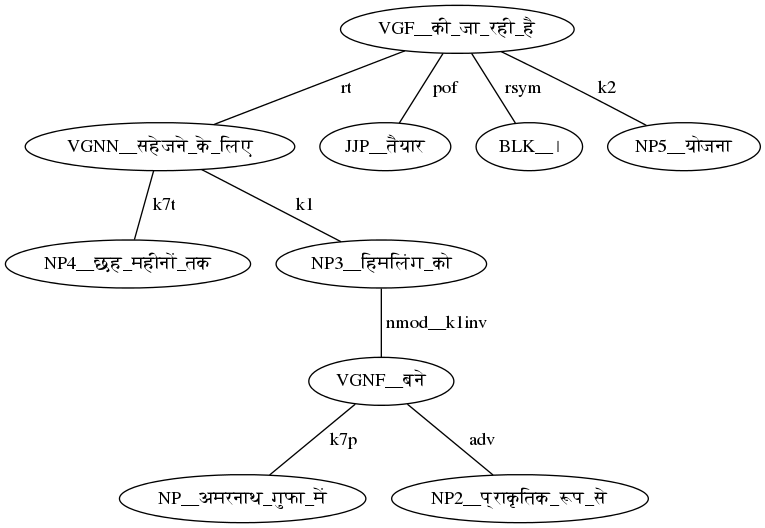 VGF__की_जा_रही_है
rt pof rsym k2
VGNN__सहेजने_के_लिए JJP__तैयार BLK__। NP5__योजना
k7t k1
NP4__छह_महीनों_तक NP3__हिमलिंग_को
nmod__k1inv
VGNF__बने
k7p adv
NP__अमरनाथ_गुफा_में NP2__प्राकृतिक_रूप_से